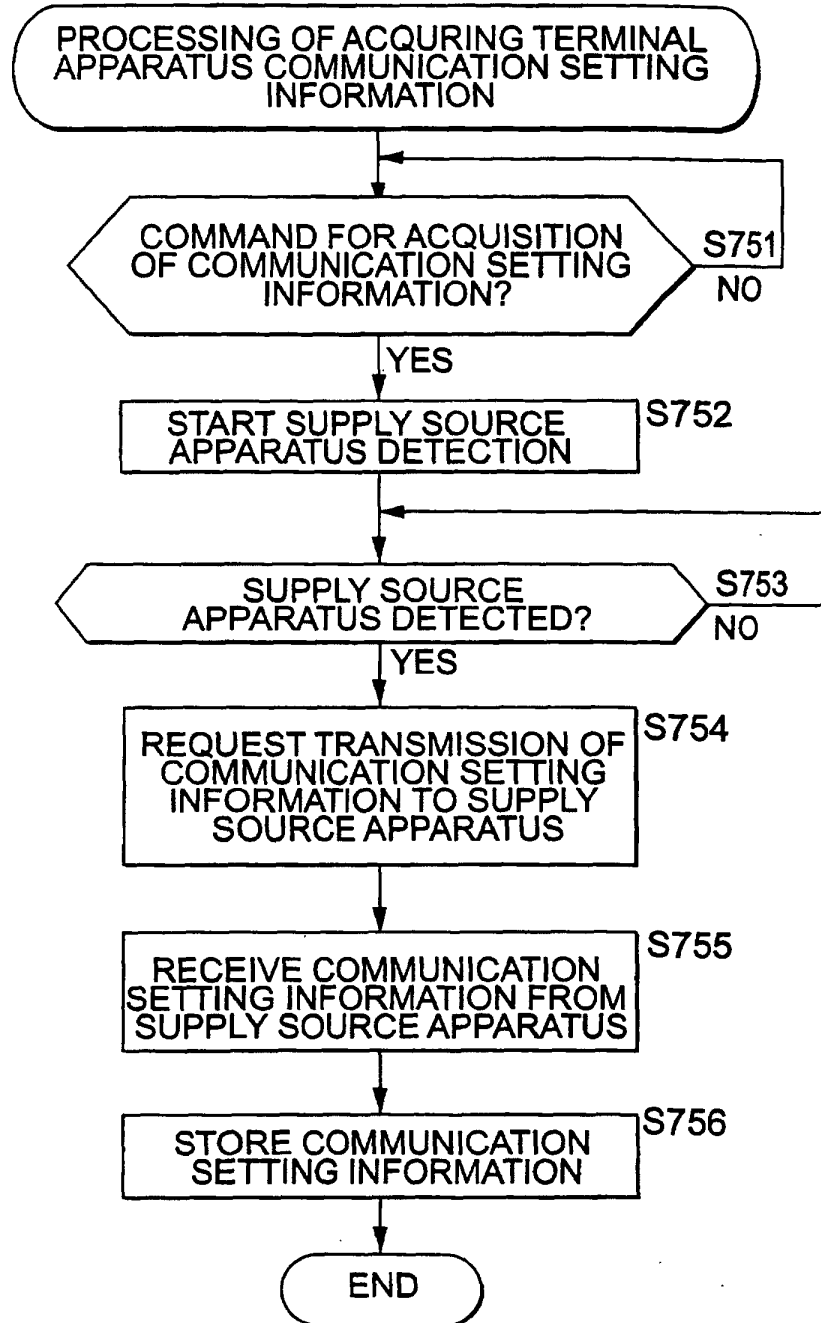 PROCESSING OF ACQURING TERMINAL
APPARATUS COMMUNICATION SETTING
INFORMATION
COMMAND FOR ACQUISITION
OF COMMUNICATION SETTING
INFORMATION?
S751
NO
YES
START SUPPLY SOURCE
APPARATUS DETECTION
S752
SUPPLY SOURCE
APPARATUS DETECTED?
S753
NO
YES
REQUEST TRANSMISSION OF
COMMUNICATION SETTING
INFORMATION TO SUPPLY
SOURCE APPARATUS
S754
RECEIVE COMMUNICATION
SETTING INFORMATION FROM
SUPPLY SOURCE APPARATUS
S755
STORE COMMUNICATION
SETTING INFORMATION
S756
END